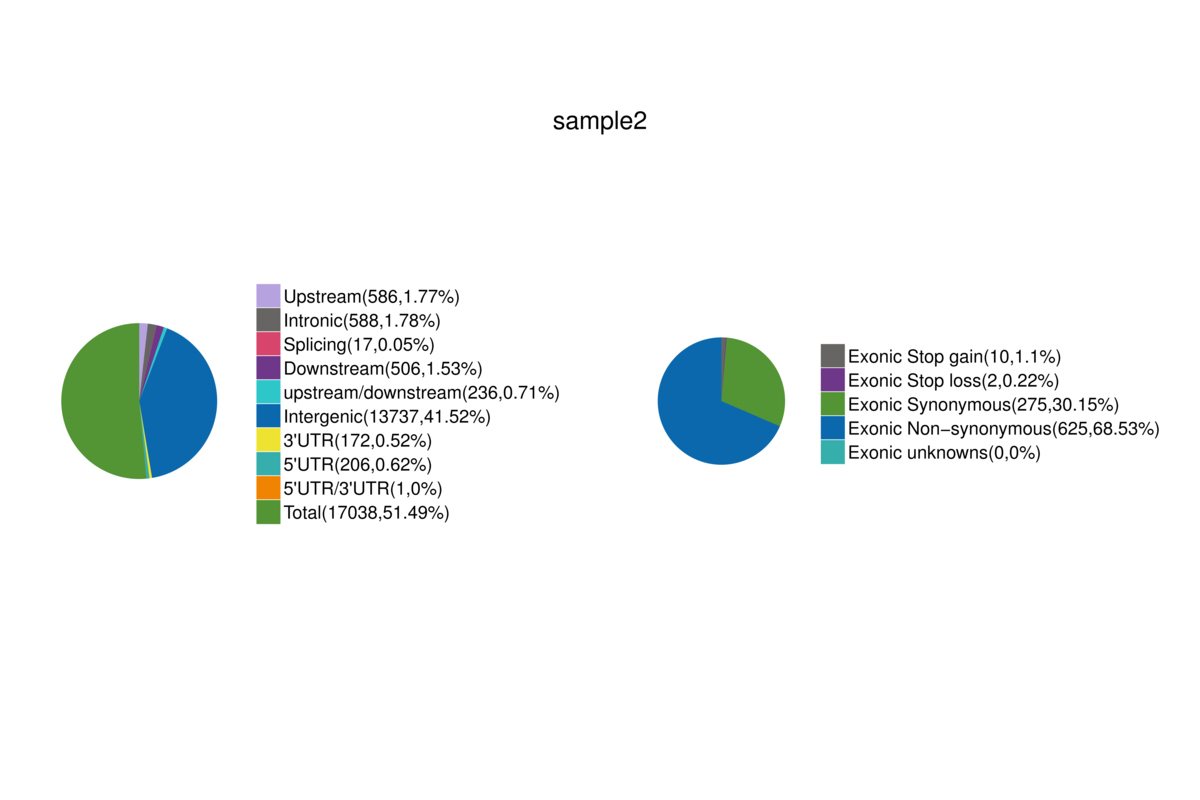 sample2
Upstream(586,1.77%)
Intronic(588,1.78%)
Splicing(17,0.05%)
Downstream(506,1.53%)
upstream/downstream(236,0.71%)
Intergenic(13737,41.52%)
3'UTR(172,0.52%)
5'UTR(206,0.62%)
5'UTR/3'UTR(1,0%)
Total(17038,51.49%)
Exonic Stop gain(10,1.1%)
Exonic Stop loss(2,0.22%)
Exonic Synonymous(275,30.15%)
Exonic Non−synonymous(625,68.53%)
Exonic unknowns(0,0%)